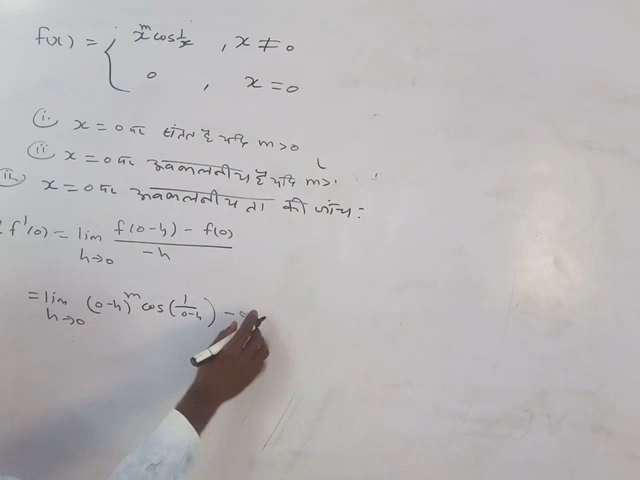 f(x) = { x^m cos 1/x , x ≠ 0
0 , x = 0
i. x = 0 पर संतत है यदि m > 0
ii x = 0 पर अवकलनीय है यदि m >
iii. x = 0 पर अवकलनीयता की जांच :
f'(0) = lim h→0 f(0-h) - f(0) / -h
= lim h→0 (0-h)^m cos(1/0-h) - 0